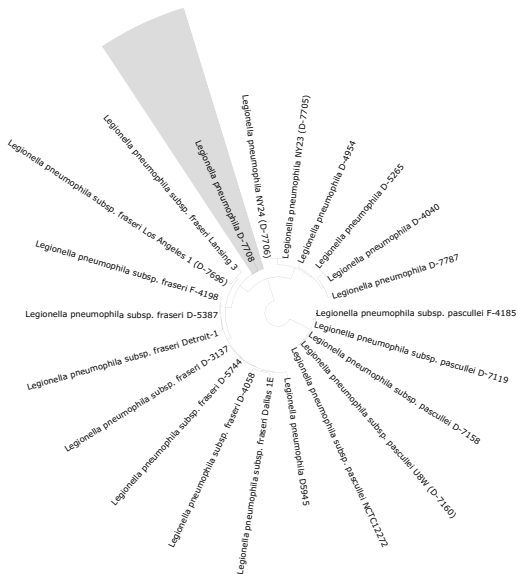 Legionella pneumophila D-7708
Legionella pneumophila NY24 (D-7706)
Legionella pneumophila NY23 (D-7705)
Legionella pneumophila D-4954
Legionella pneumophila D-5265
Legionella pneumophila D-4040
Legionella pneumophila D-7787
Legionella pneumophila subsp. pascullei F-4185
Legionella pneumophila subsp. pascullei D-7119
Legionella pneumophila subsp. pascullei D-7158
Legionella pneumophila subsp. pascullei U8W (D-7160)
Legionella pneumophila subsp. pascullei NCTC12272
Legionella pneumophila D5945
Legionella pneumophila subsp. fraseri Dallas 1E
Legionella pneumophila subsp. fraseri D-4058
Legionella pneumophila subsp. fraseri D-5744
Legionella pneumophila subsp. fraseri D-3137
Legionella pneumophila subsp. fraseri Detroit-1
Legionella pneumophila subsp. fraseri D-5387
Legionella pneumophila subsp. fraseri F-4198
Legionella pneumophila subsp. fraseri Los Angeles 1 (D-7696)
Legionella pneumophila subsp. fraseri Lansing 3